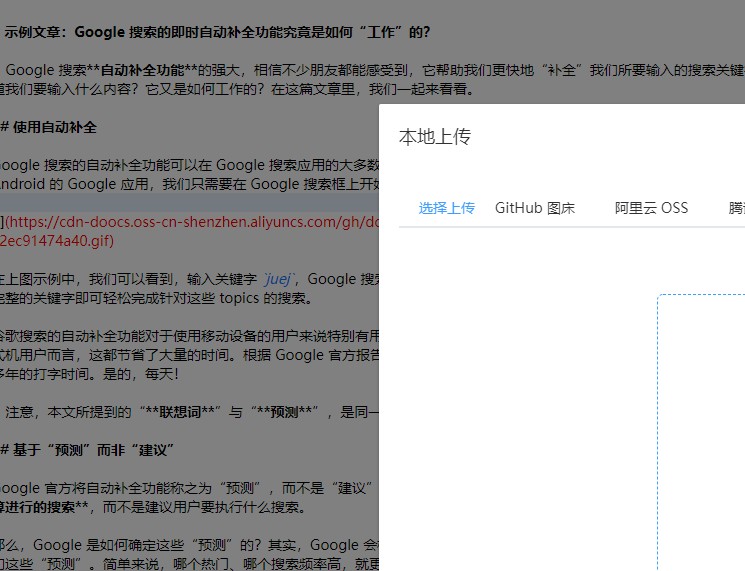 示例文章：Google 搜索的即时自动补全功能究竟是如何“工作”的？
Google 搜索**自动补全功能**的强大，相信不少朋友都能感受到，它帮助我们更快地“补全”我们所要输入的搜索关键
我们要输入什么内容？它又是如何工作的？在这篇文章里，我们一起来看看。
# 使用自动补全
oogle 搜索的自动补全功能可以在 Google 搜索应用的大多数
ndroid 的 Google 应用，我们只需要在 Google 搜索框上开始
](https://cdn-doocs.oss-cn-shenzhen.aliyuncs.com/gh/do
2ec91474a40.gif)
在上图示例中，我们可以看到，输入关键字 `juej`，Google 搜索
完整的关键字即可轻松完成针对这些 topics 的搜索。
谷歌搜索的自动补全功能对于使用移动设备的用户来说特别有用
式机用户而言，这都节省了大量的时间。根据 Google 官方报告
多年的打字时间。是的，每天！
注意，本文所提到的“**联想词**”与“**预测**”，是同一
# 基于“预测”而非“建议”
oogle 官方将自动补全功能称之为“预测”，而不是“建议”
算进行的搜索**，而不是建议用户要执行什么搜索。
那么，Google 是如何确定这些“预测”的？其实，Google 会
们这些“预测”。简单来说，哪个热门、哪个搜索频率高，就更
本地上传
选择上传 GitHub 图床 阿里云 OSS 腾